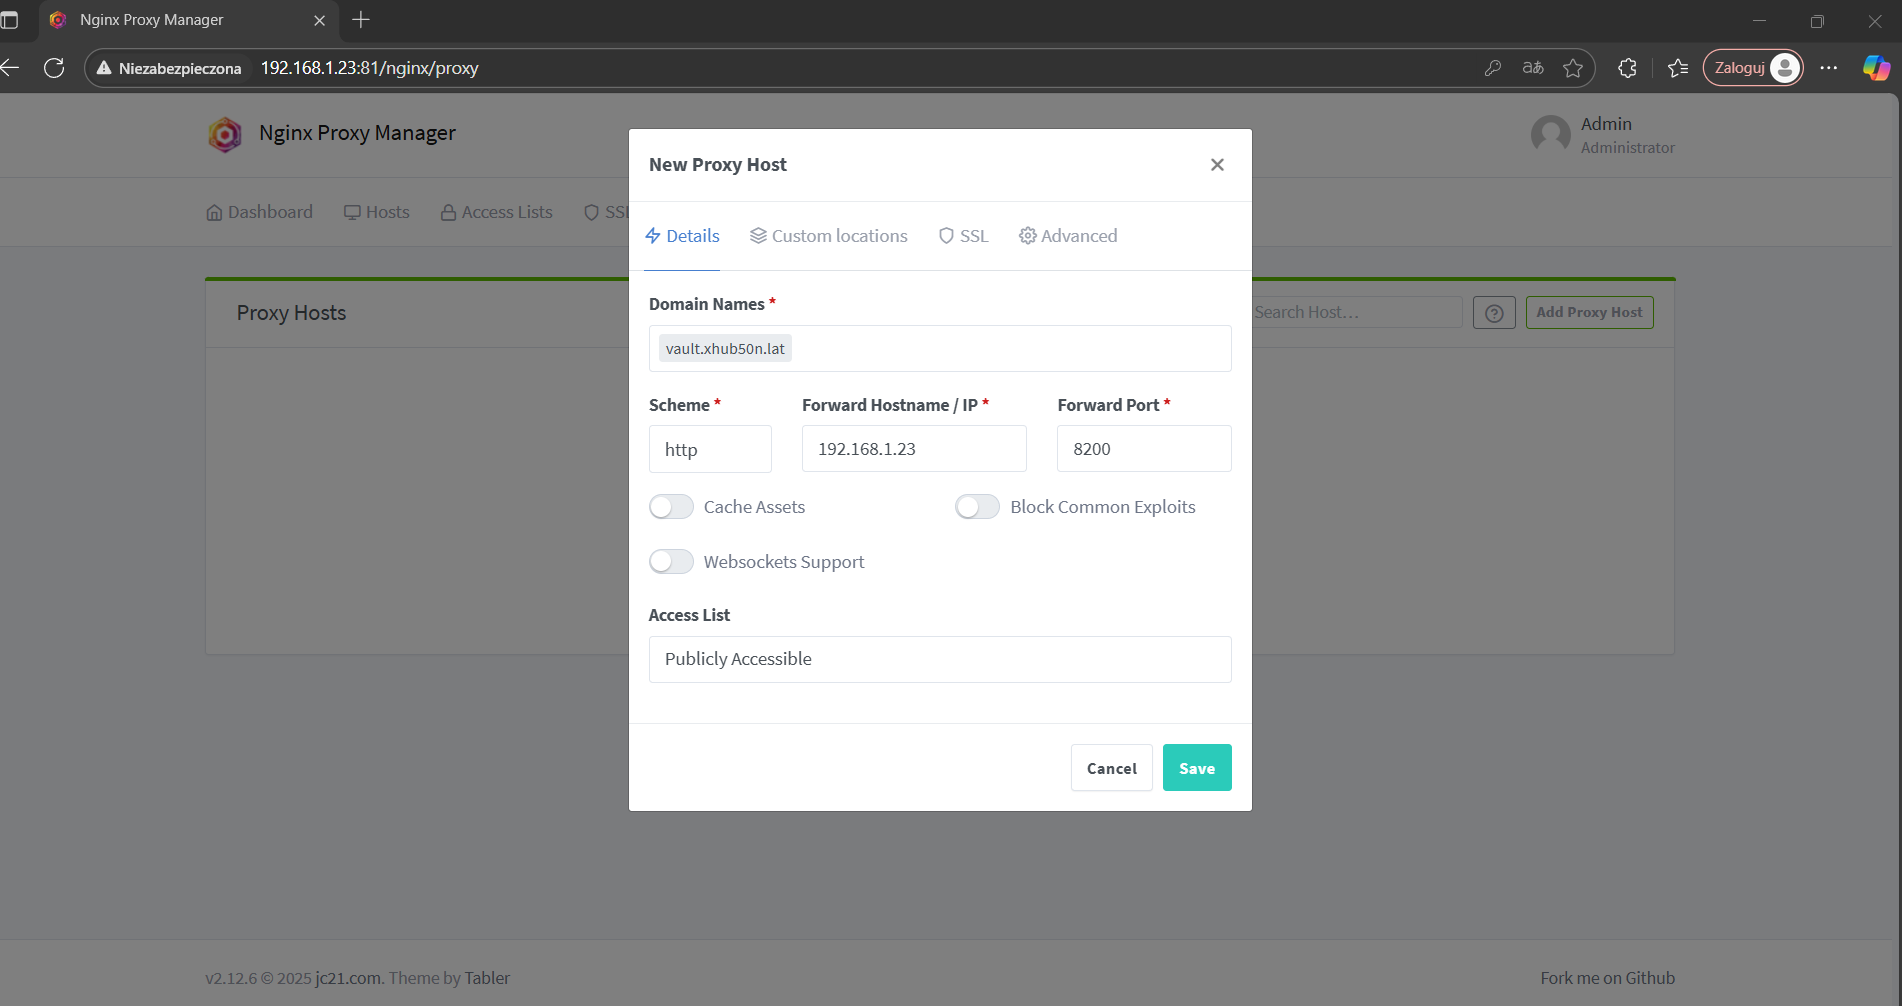 Nginx Proxy Manager
Niezabezpieczona 192.168.1.23:81/nginx/proxy
aあ
Zaloguj
Nginx Proxy Manager
Admin
Administrator
Dashboard Hosts Access Lists SSL
Proxy Hosts
Search Host...
Add Proxy Host
New Proxy Host
Details Custom locations SSL Advanced
Domain Names *
vault.xhub50n.lat
Scheme * Forward Hostname / IP * Forward Port *
http 192.168.1.23 8200
Cache Assets Block Common Exploits
Websockets Support
Access List
Publicly Accessible
Cancel Save
v2.12.6 © 2025 jc21.com. Theme by Tabler
Fork me on Github